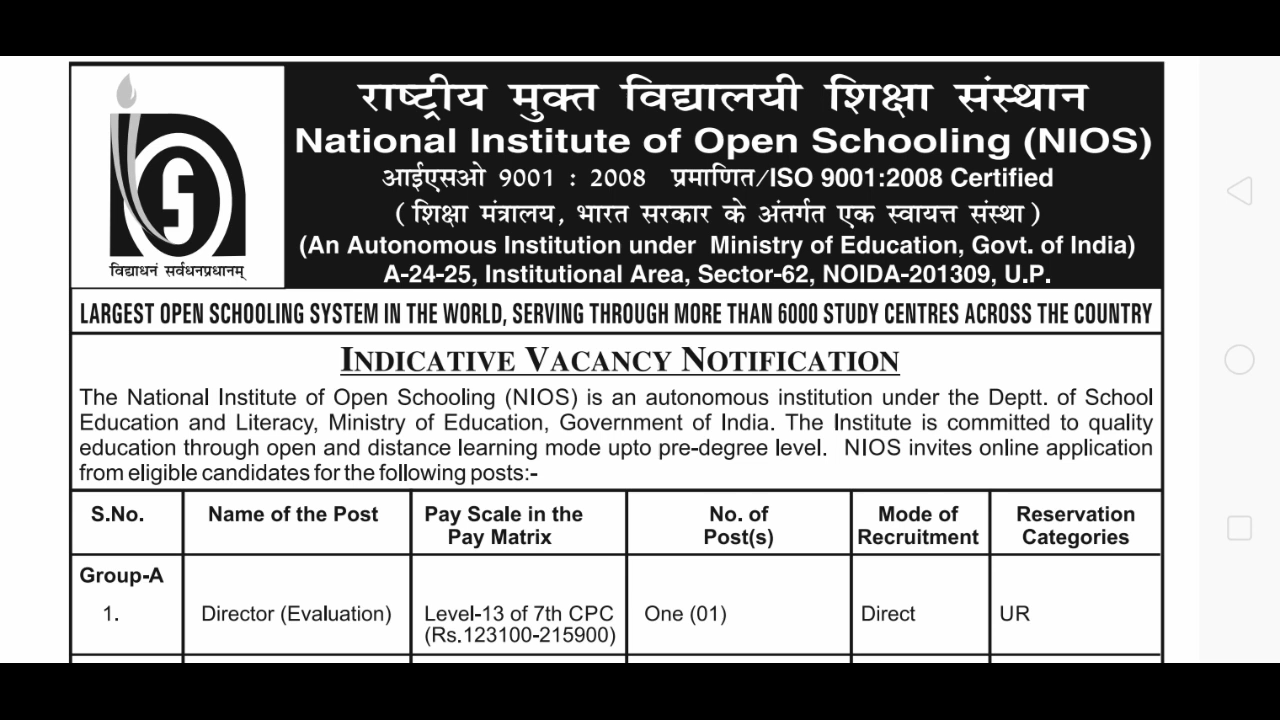 राष्ट्रीय मुक्त विद्यालयी शिक्षा संस्थान
National Institute of Open Schooling (NIOS)
आईएसओ 9001 : 2008 प्रमाणित/ISO 9001:2008 Certified
( शिक्षा मंत्रालय, भारत सरकार के अंतर्गत एक स्वायत्त संस्था )
(An Autonomous Institution under Ministry of Education, Govt. of India)
A-24-25, Institutional Area, Sector-62, NOIDA-201309, U.P.
विद्याधनं सर्वधनप्रधानम्
LARGEST OPEN SCHOOLING SYSTEM IN THE WORLD, SERVING THROUGH MORE THAN 6000 STUDY CENTRES ACROSS THE COUNTRY
INDICATIVE VACANCY NOTIFICATION
The National Institute of Open Schooling (NIOS) is an autonomous institution under the Deptt. of School
Education and Literacy, Ministry of Education, Government of India. The Institute is committed to quality
education through open and distance learning mode upto pre-degree level. NIOS invites online application
from eligible candidates for the following posts:-
S.No. Name of the Post Pay Scale in the No. of Mode of Reservation
Pay Matrix Post(s) Recruitment Categories
Group-A
1. Director (Evaluation) Level-13 of 7th CPC One (01) Direct UR
(Rs.123100-215900)